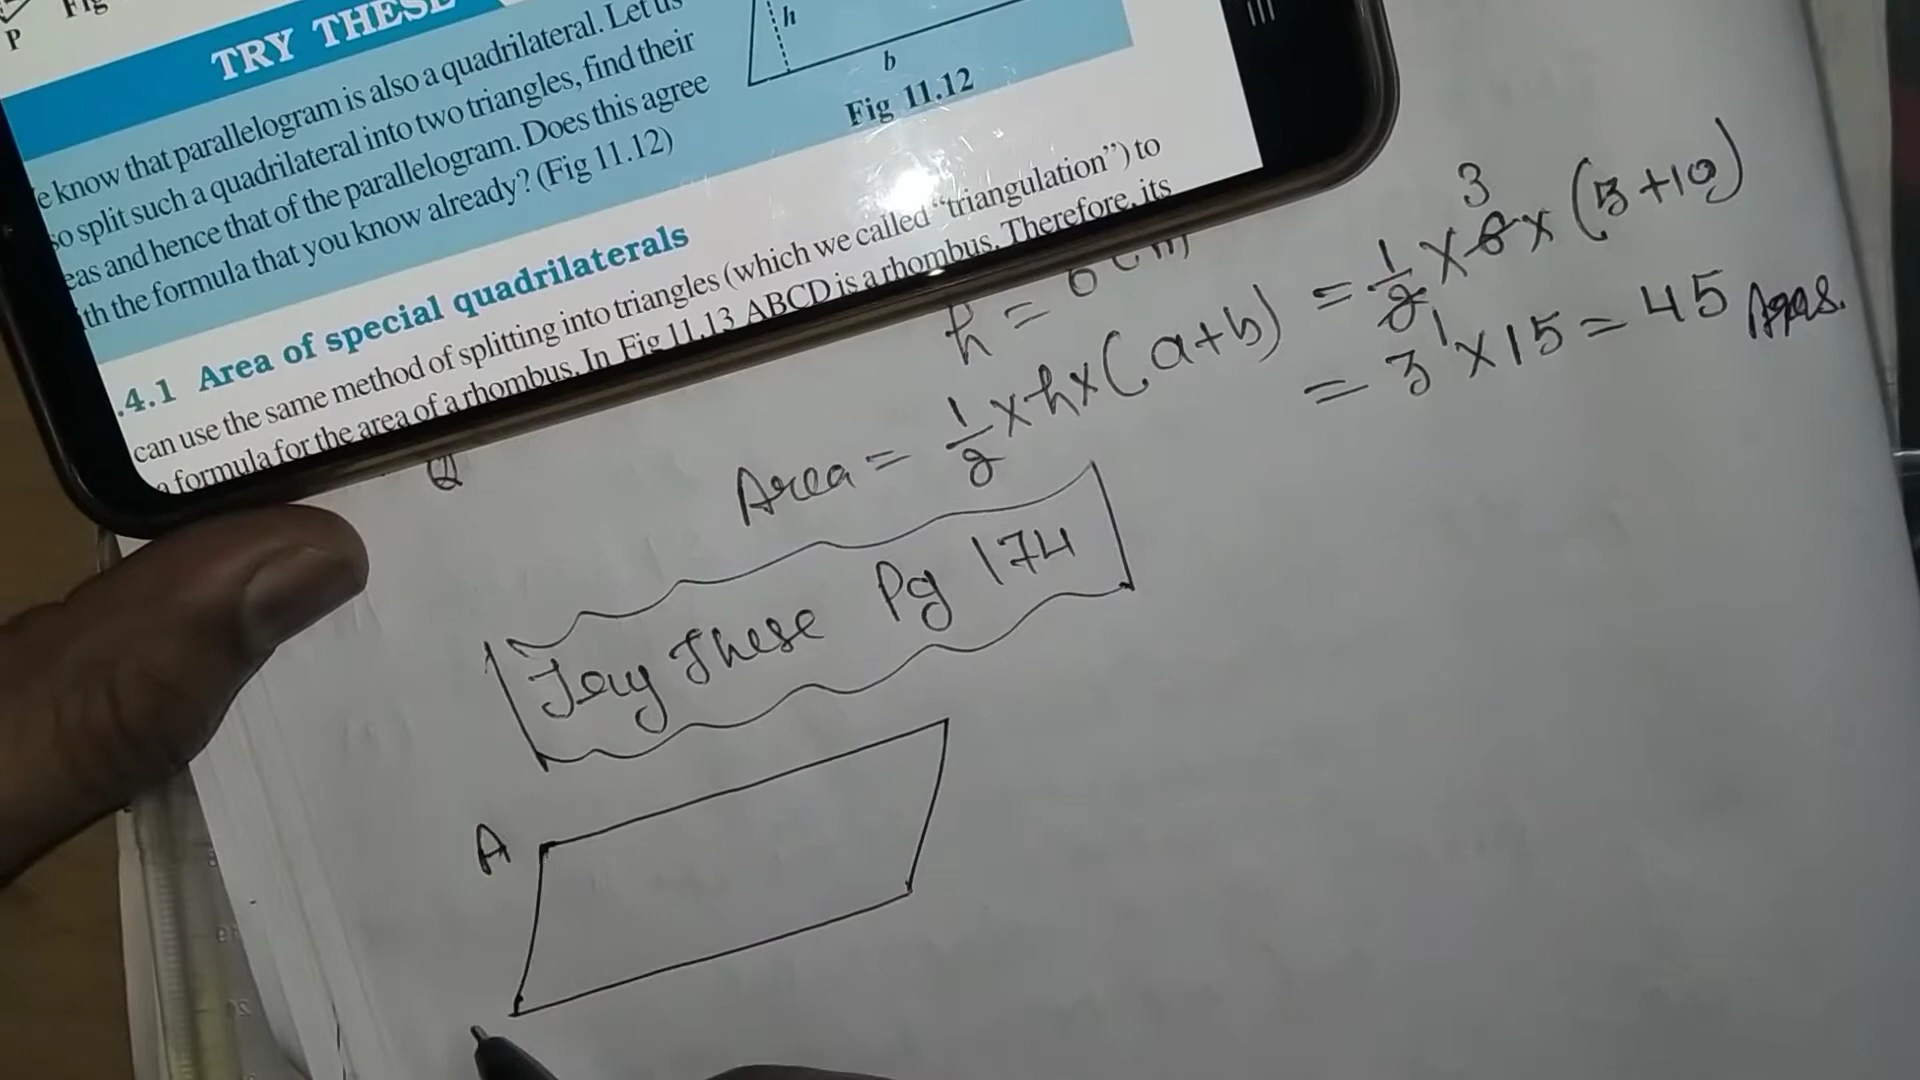 P
Fig
TRY THESE
h
b
Fig 11.12
e know that parallelogram is also a quadrilateral. Let us
so split such a quadrilateral into two triangles, find their
eas and hence that of the parallelogram. Does this agree
th the formula that you know already? (Fig 11.12)
.4.1 Area of special quadrilaterals
can use the same method of splitting into triangles (which we called “triangulation”) to
a formula for the area of a rhombus. In Fig 11.13 ABCD is a rhombus. Therefore, its
Q
h = 6 cm
Area = 1/2 × h × (a+b) = 1/2 × 6 × (5+10)
3
1
= 3 × 15 = 45
Try These Pg 174
A